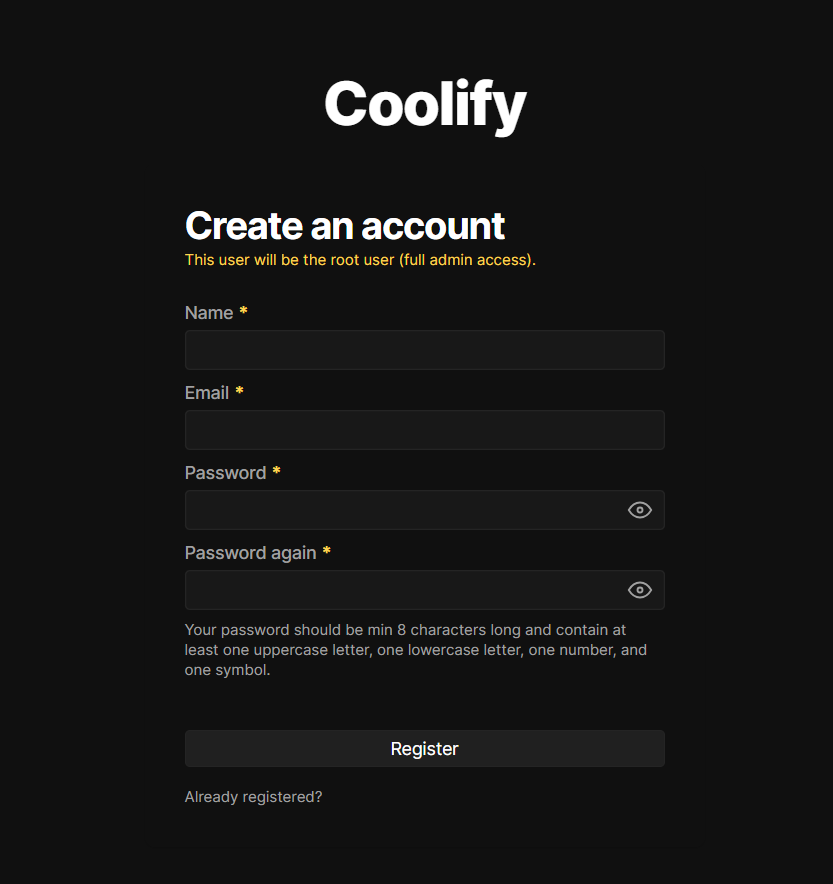 Coolify
Create an account
This user will be the root user (full admin access).
Name *
Email *
Password *
Password again *
Your password should be min 8 characters long and contain at
least one uppercase letter, one lowercase letter, one number, and
one symbol.
Register
Already registered?